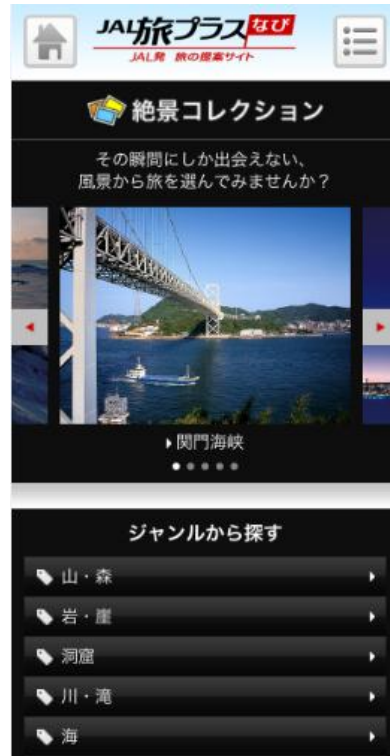 JAL旅プラスなび
JAL発 旅の提案サイト
絶景コレクション
その瞬間にしか出会えない、
風景から旅を選んでみませんか？
関門海峡
ジャンルから探す
山・森
岩・崖
洞窟
川・滝
海